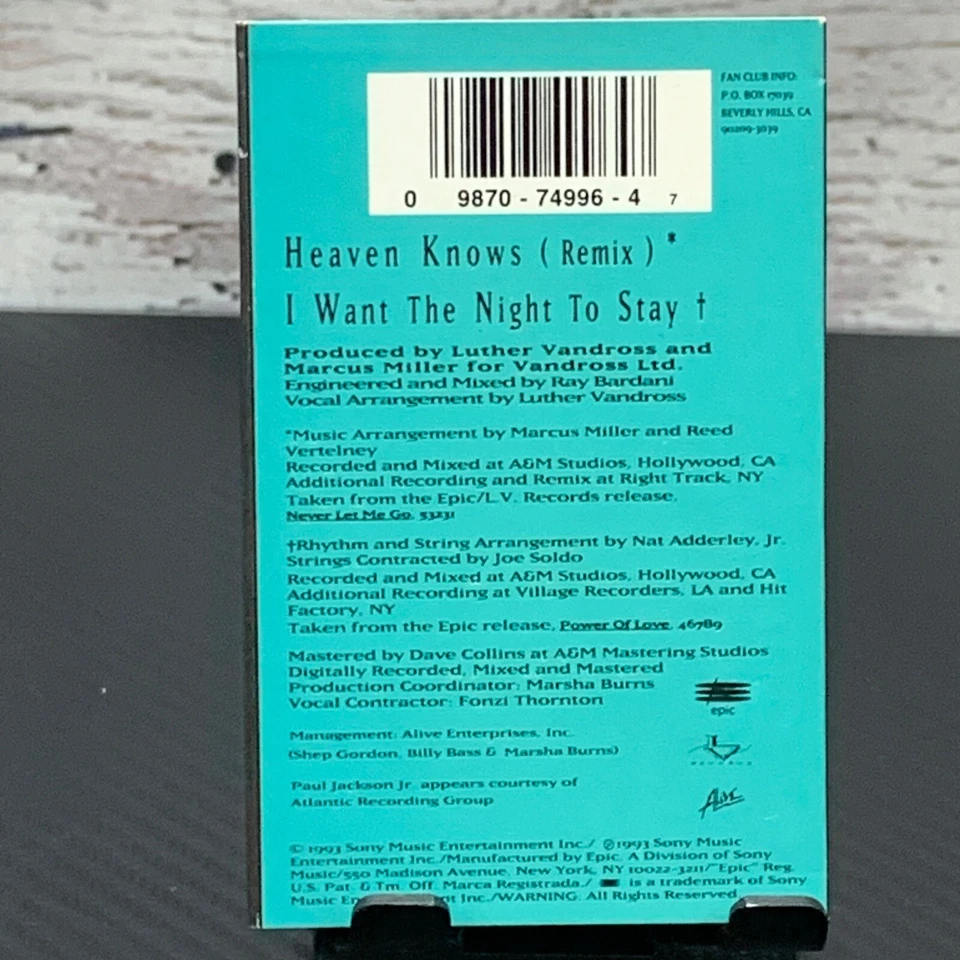 FAN CLUB INFO:
P.O. BOX 17039
BEVERLY HILLS, CA
90209-3039
0 9870 - 74996 - 4 7
Heaven Knows ( Remix ) *
I Want The Night To Stay †
Produced by Luther Vandross and
Marcus Miller for Vandross Ltd.
Engineered and Mixed by Ray Bardani
Vocal Arrangement by Luther Vandross
*Music Arrangement by Marcus Miller and Reed
Vertelney
Recorded and Mixed at A&M Studios, Hollywood, CA
Additional Recording and Remix at Right Track, NY
Taken from the Epic/L.V. Records release,
Never Let Me Go, 53231
†Rhythm and String Arrangement by Nat Adderley, Jr.
Strings Contracted by Joe Soldo
Recorded and Mixed at A&M Studios, Hollywood, CA
Additional Recording at Village Recorders, LA and Hit
Factory, NY
Taken from the Epic release, Power Of Love, 46789
Mastered by Dave Collins at A&M Mastering Studios
Digitally Recorded, Mixed and Mastered
Production Coordinator: Marsha Burns
Vocal Contractor: Fonzi Thornton
epic
Management: Alive Enterprises, Inc.
(Shep Gordon, Billy Bass & Marsha Burns)
LV
RECORDS
Paul Jackson Jr. appears courtesy of
Atlantic Recording Group
Alive
© 1993 Sony Music Entertainment Inc./ ℗ 1993 Sony Music
Entertainment Inc./Manufactured by Epic, A Division of Sony
Music/550 Madison Avenue, New York, NY 10022-3211/"Epic" Reg.
U.S. Pat. & Tm. Off. Marca Registrada./ is a trademark of Sony
Music En nt Inc./WARNING: All Rights Reserved.